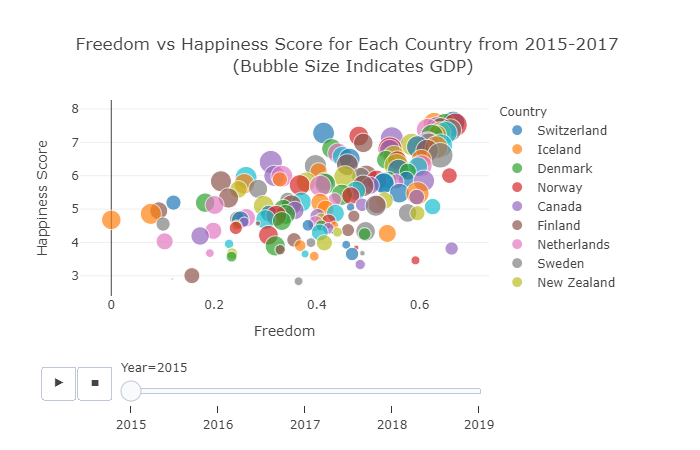 Freedom vs Happiness Score for Each Country from 2015-2017
(Bubble Size Indicates GDP)
Happiness Score
8
7
6
5
4
3
0
0.2
0.4
0.6
Freedom
Country
Switzerland
Iceland
Denmark
Norway
Canada
Finland
Netherlands
Sweden
New Zealand
Year=2015
2015
2016
2017
2018
2019